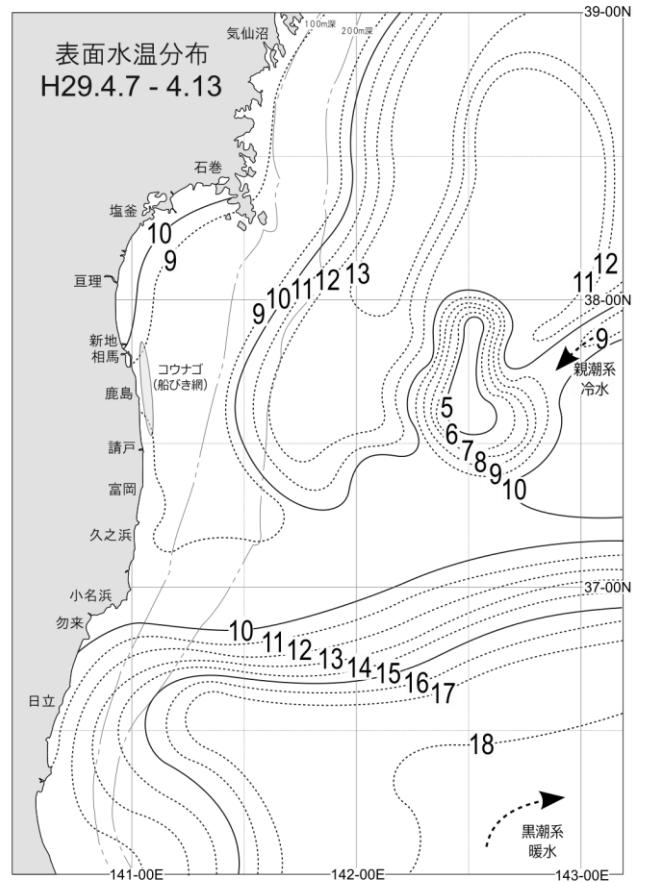 表面水温分布
H29.4.7 - 4.13
気仙沼
100m深
200m深
39-00N
石巻
塩釜
10
9
亘理
12
11
13
12
11
10
9
38-00N
新地
相馬
コウナゴ
(船びき網)
鹿島
9
親潮系
冷水
5
6
7
8
9
10
請戸
富岡
久之浜
小名浜
37-00N
勿来
10
11
12
13
14
15
16
17
日立
18
黒潮系
暖水
141-00E
142-00E
143-00E